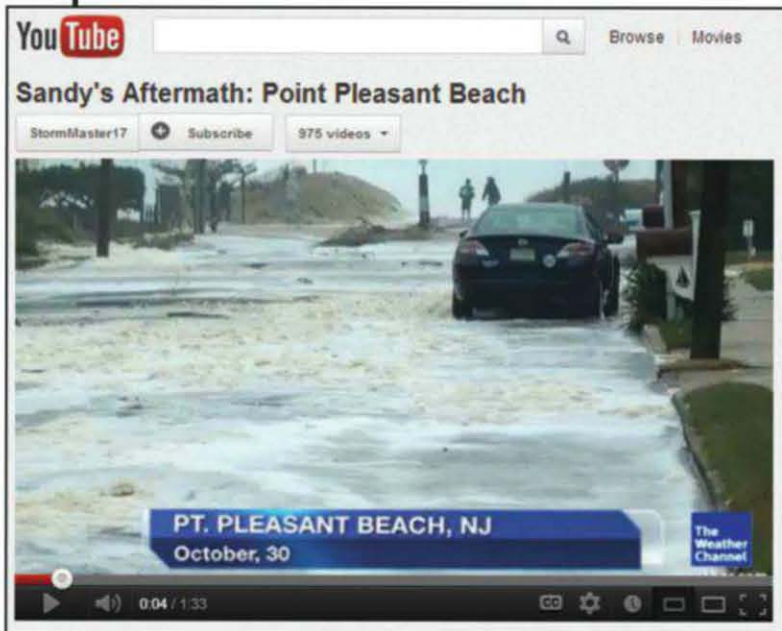 YouTube Browse Movies
Sandy's Aftermath: Point Pleasant Beach
StormMaster17 Subscribe 975 videos
PT. PLEASANT BEACH, NJ
October, 30
The
Weather
Channel
0:04 / 1:33 CC